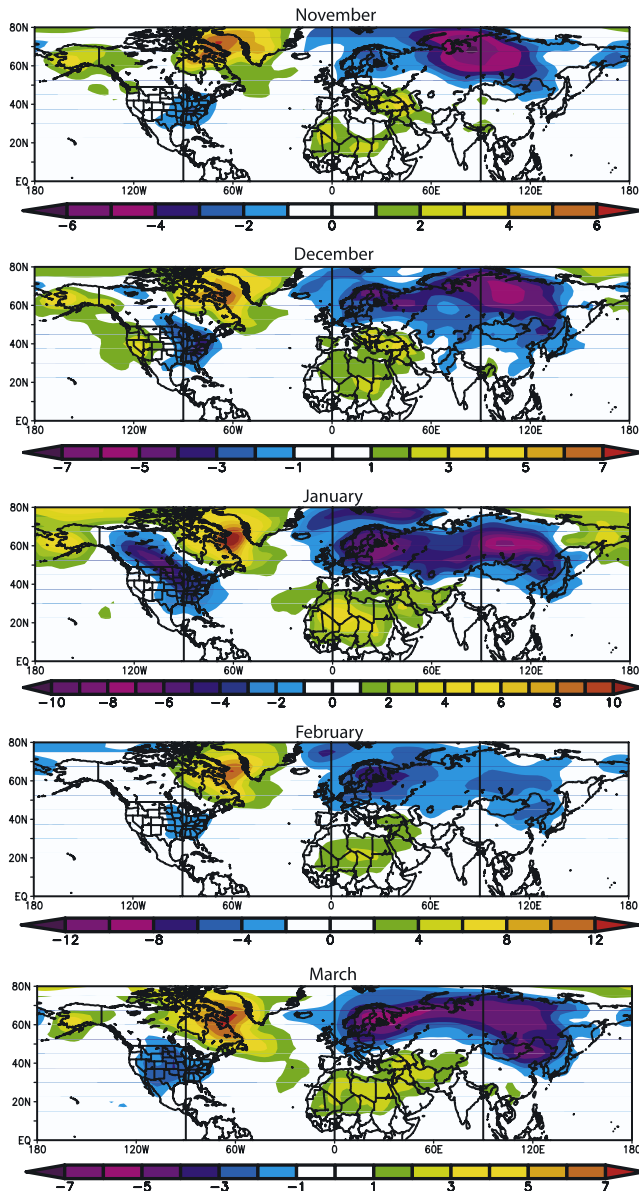 November
80N
60N
40N
20N
EQ
180 120W 60W 0 60E 120E 180
-6 -4 -2 0 2 4 6
December
80N
60N
40N
20N
EQ
180 120W 60W 0 60E 120E 180
-7 -5 -3 -1 1 3 5 7
January
80N
60N
40N
20N
EQ
180 120W 60W 0 60E 120E 180
-10 -8 -6 -4 -2 0 2 4 6 8 10
February
80N
60N
40N
20N
EQ
180 120W 60W 0 60E 120E 180
-12 -8 -4 0 4 8 12
March
80N
60N
40N
20N
EQ
180 120W 60W 0 60E 120E 180
-7 -5 -3 -1 1 3 5 7